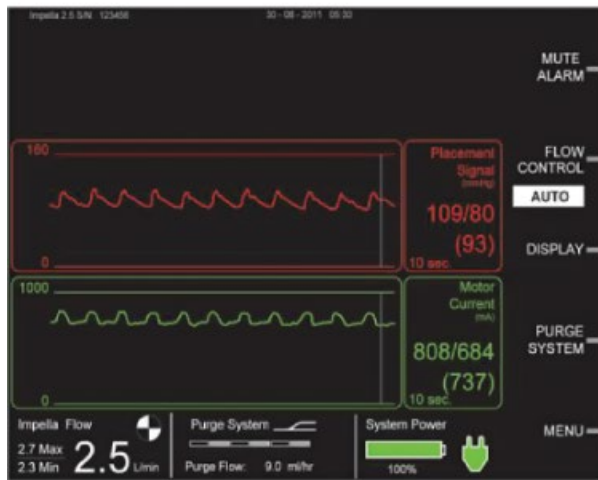 Impella 2.5 S/N 123456
30 - 08 - 2011 05:30
MUTE
ALARM
160
Placement
Signal
(mmHg)
109/80
(93)
10 sec.
0
FLOW
CONTROL
AUTO
DISPLAY
1000
Motor
Current
(mA)
808/684
(737)
10 sec.
0
PURGE
SYSTEM
Impella Flow
2.7 Max
2.3 Min
2.5 L/min
Purge System
Purge Flow: 9.0 ml/hr
System Power
100%
MENU